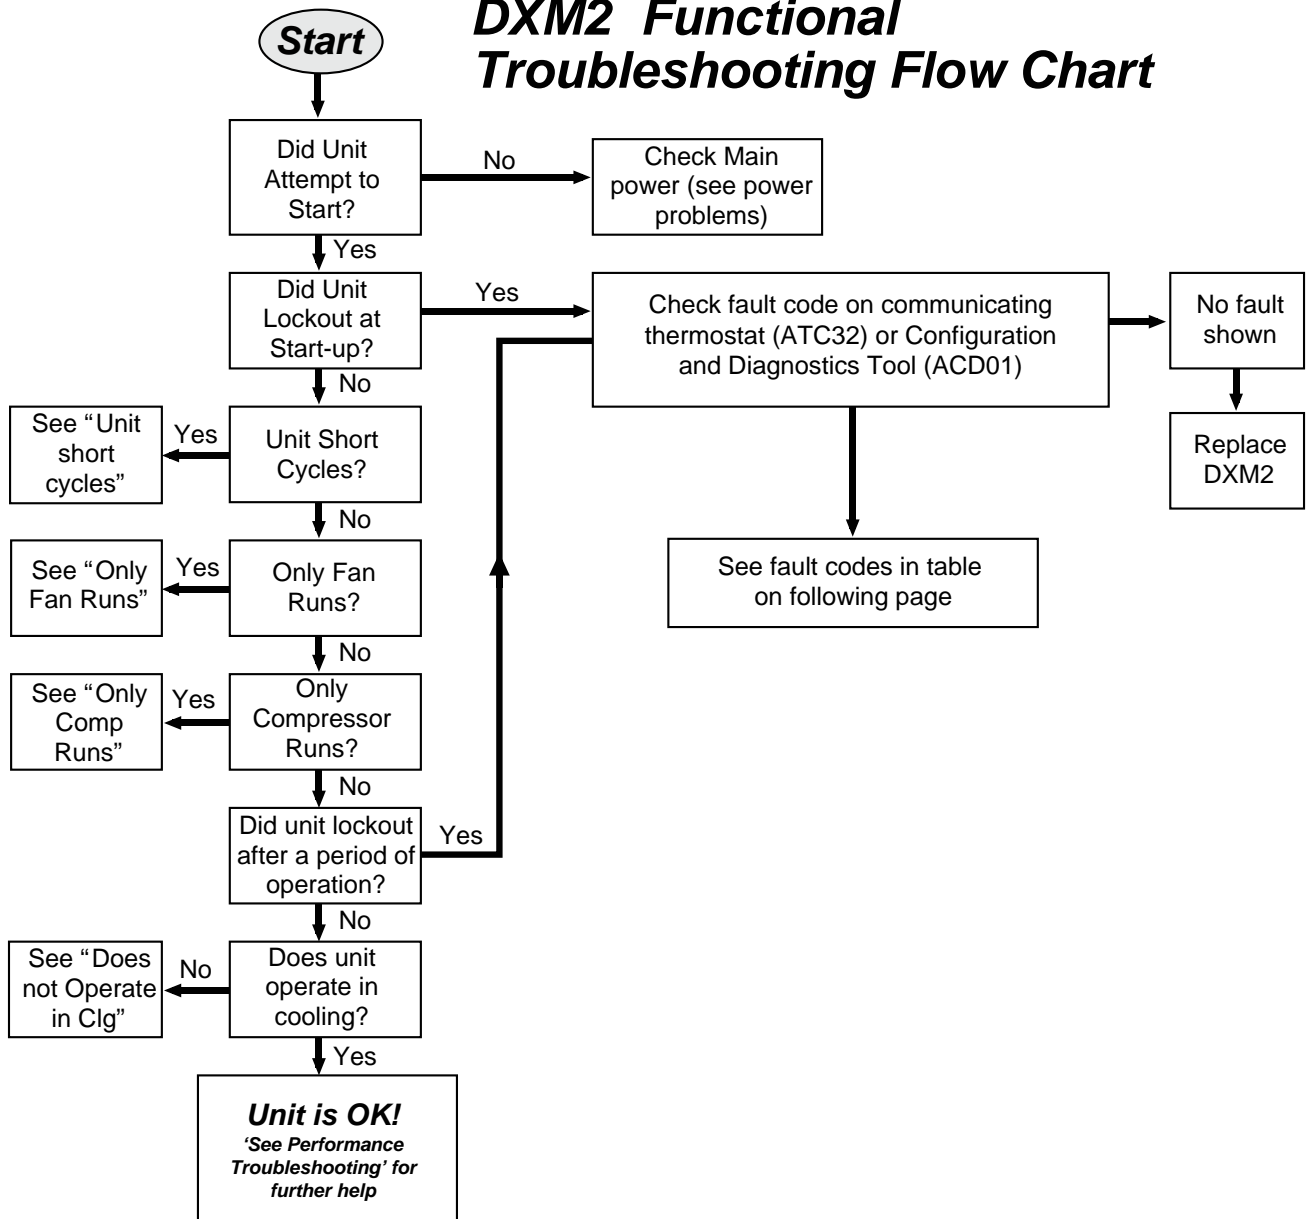 DXM2 Functional
Troubleshooting Flow Chart
Start
Did Unit
Attempt to
Start?
No
Check Main
power (see power
problems)
Yes
Did Unit
Lockout at
Start-up?
Yes
Check fault code on communicating
thermostat (ATC32) or Configuration
and Diagnostics Tool (ACD01)
No fault
shown
Replace
DXM2
See fault codes in table
on following page
No
Unit Short
Cycles?
Yes
See “Unit
short
cycles”
No
Only Fan
Runs?
Yes
See “Only
Fan Runs”
No
Only
Compressor
Runs?
Yes
See “Only
Comp
Runs”
No
Did unit lockout
after a period of
operation?
Yes
No
Does unit
operate in
cooling?
No
See “Does
not Operate
in Clg”
Yes
Unit is OK!
‘See Performance
Troubleshooting’ for
further help